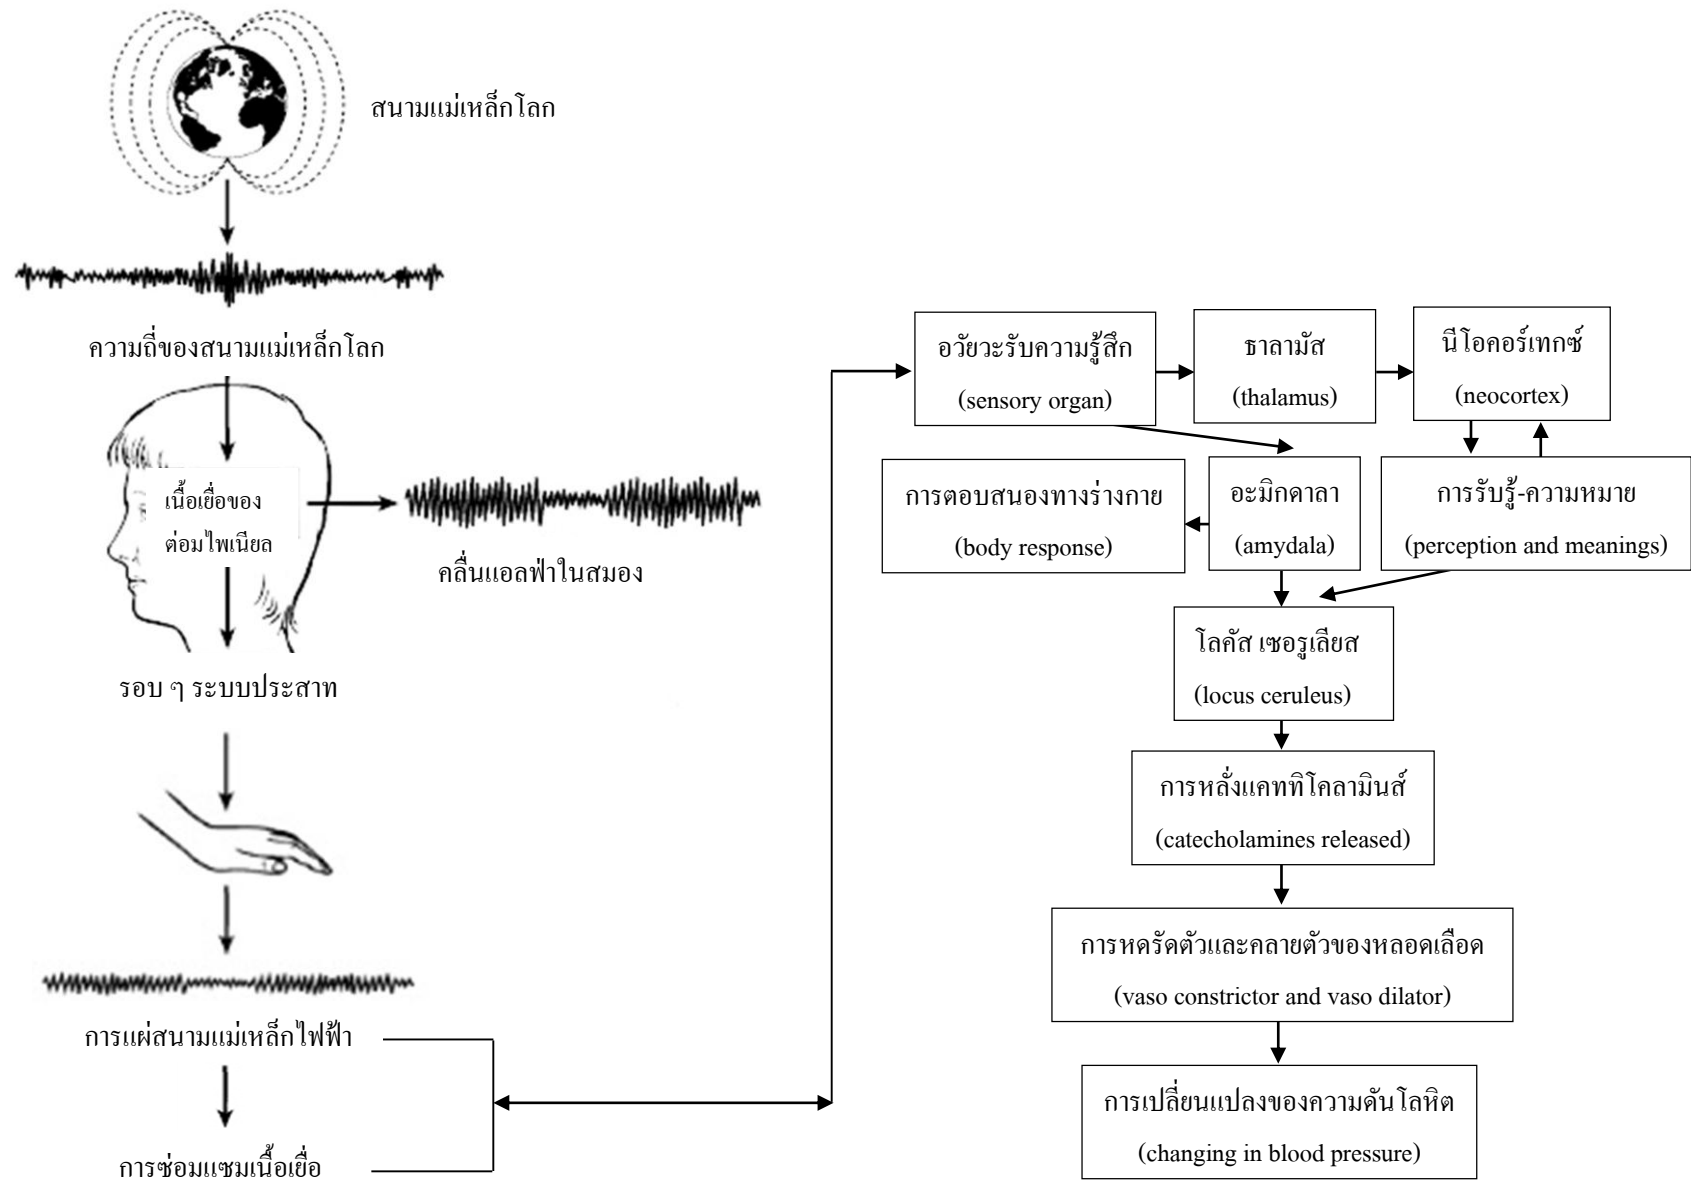 สนามแม่เหล็กโลก
ความถี่ของสนามแม่เหล็กโลก
เนื้อเยื่อของ
ต่อมไพเนียล
คลื่นแอลฟาในสมอง
รอบ ๆ ระบบประสาท
การแผ่สนามแม่เหล็กไฟฟ้า
การซ่อมแซมเนื้อเยื่อ
อวัยวะรับความรู้สึก
(sensory organ)
ธาลามัส
(thalamus)
นีโอคอร์เทกซ์
(neocortex)
การตอบสนองทางร่างกาย
(body response)
อะมิกดาลา
(amydala)
การรับรู้-ความหมาย
(perception and meanings)
โลคัส เซอรูเลียส
(locus ceruleus)
การหลั่งแคททิโคลามินส์
(catecholamines released)
การหดรัดตัวและคลายตัวของหลอดเลือด
(vaso constrictor and vaso dilator)
การเปลี่ยนแปลงของความดันโลหิต
(changing in blood pressure)